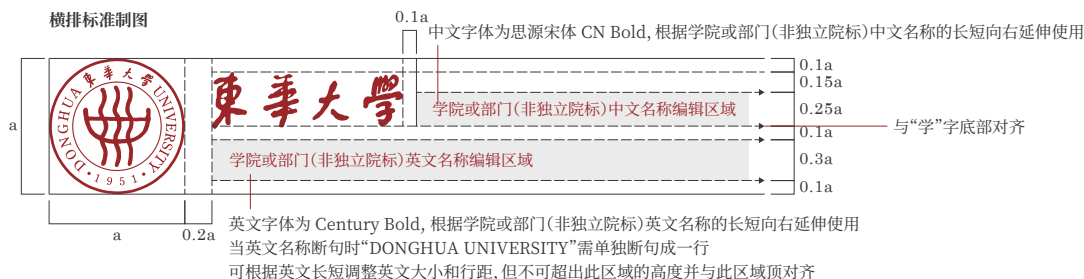 横排标准制图
0.1a
中文字体为思源宋体 CN Bold, 根据学院或部门(非独立院标)中文名称的长短向右延伸使用
0.1a
0.15a
東華大學
DONGHUA UNIVERSITY
·1951·
東華大學
学院或部门(非独立院标)中文名称编辑区域
0.25a
a
0.1a
与“学”字底部对齐
学院或部门(非独立院标)英文名称编辑区域
0.3a
0.1a
a
0.2a
英文字体为 Century Bold, 根据学院或部门(非独立院标)英文名称的长短向右延伸使用
当英文名称断句时“DONGHUA UNIVERSITY”需单独断句成一行
可根据英文长短调整英文大小和行距, 但不可超出此区域的高度并与此区域顶对齐